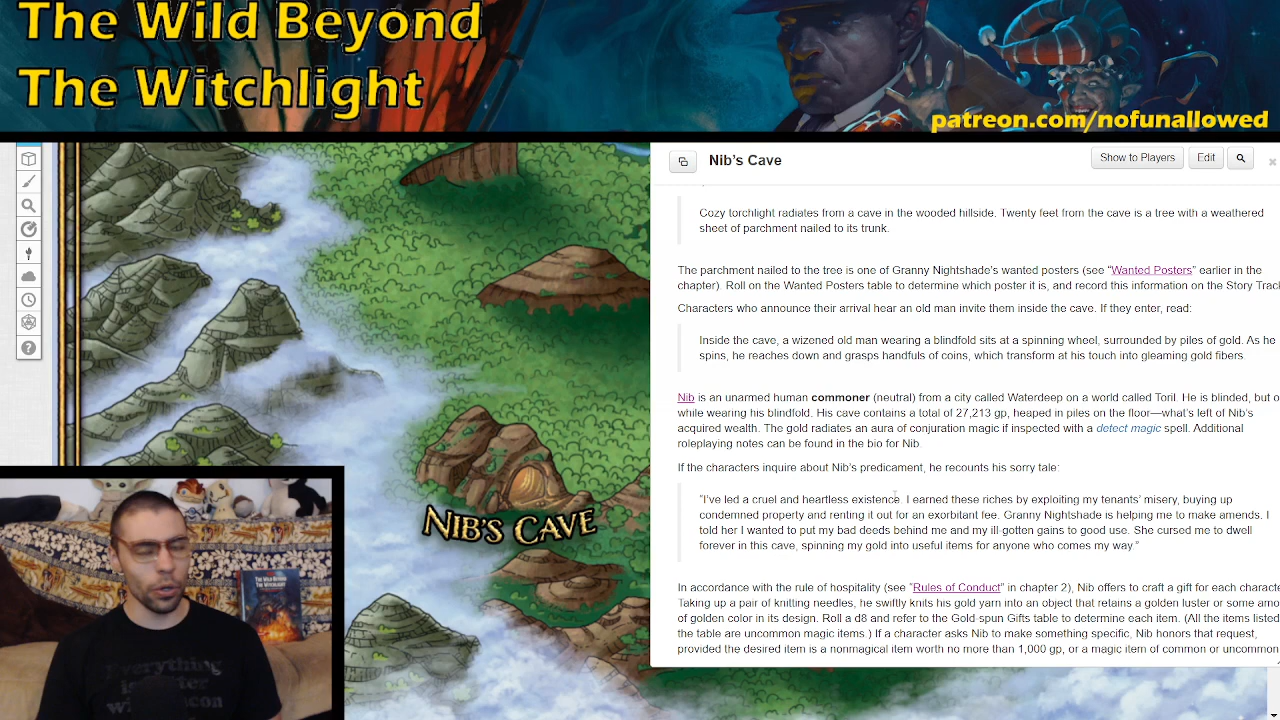 The Wild Beyond
The Witchlight
patreon.com/nofunallowed
Nib's Cave
Show to Players
Edit
Cozy torchlight radiates from a cave in the wooded hillside. Twenty feet from the cave is a tree with a weathered
sheet of parchment nailed to its trunk.
The parchment nailed to the tree is one of Granny Nightshade's wanted posters (see "Wanted Posters" earlier in the
chapter). Roll on the Wanted Posters table to determine which poster it is, and record this information on the Story
Characters who announce their arrival hear an old man invite them inside the cave. If they enter, read:
Inside the cave, a wizened old man wearing a blindfold sits at a spinning wheel, surrounded by piles of gold. As he
spins, he reaches down and grasps handfuls of coins, which transform at his touch into gleaming gold fibers.
Nib is an unarmed human commoner (neutral) from a city called Waterdeep on a world called Toril. He is blinded, but
while wearing his blindfold. His cave contains a total of 27,213 gp, heaped in piles on the floor—what's left of Nib's
acquired wealth. The gold radiates an aura of conjuration magic if inspected with a detect magic spell. Additional
roleplaying notes can be found in the bio for Nib.
If the characters inquire about Nib's predicament, he recounts his sorry tale:
"I've led a cruel and heartless existence. I earned these riches by exploiting my tenants' misery, buying up
condemned property and renting it out for an exorbitant fee. Granny Nightshade is helping me to make amends. I
told her I wanted to put my bad deeds behind me and my ill-gotten gains to good use. She cursed me to dwell
forever in this cave, spinning my gold into useful items for anyone who comes my way."
In accordance with the rule of hospitality (see "Rules of Conduct" in chapter 2), Nib offers to craft a gift for each
Taking up a pair of knitting needles, he swiftly knits his gold yarn into an object that retains a golden luster or some
of golden color in its design. Roll a d8 and refer to the Gold-spun Gifts table to determine each item. (All the items listed
the table are uncommon magic items.) If a character asks Nib to make something specific, Nib honors that request,
provided the desired item is a nonmagical item worth no more than 1,000 gp, or a magic item of common or uncommon
NIB'S CAVE
THE WILD BEYOND
THE WITCHLIGHT
Everything